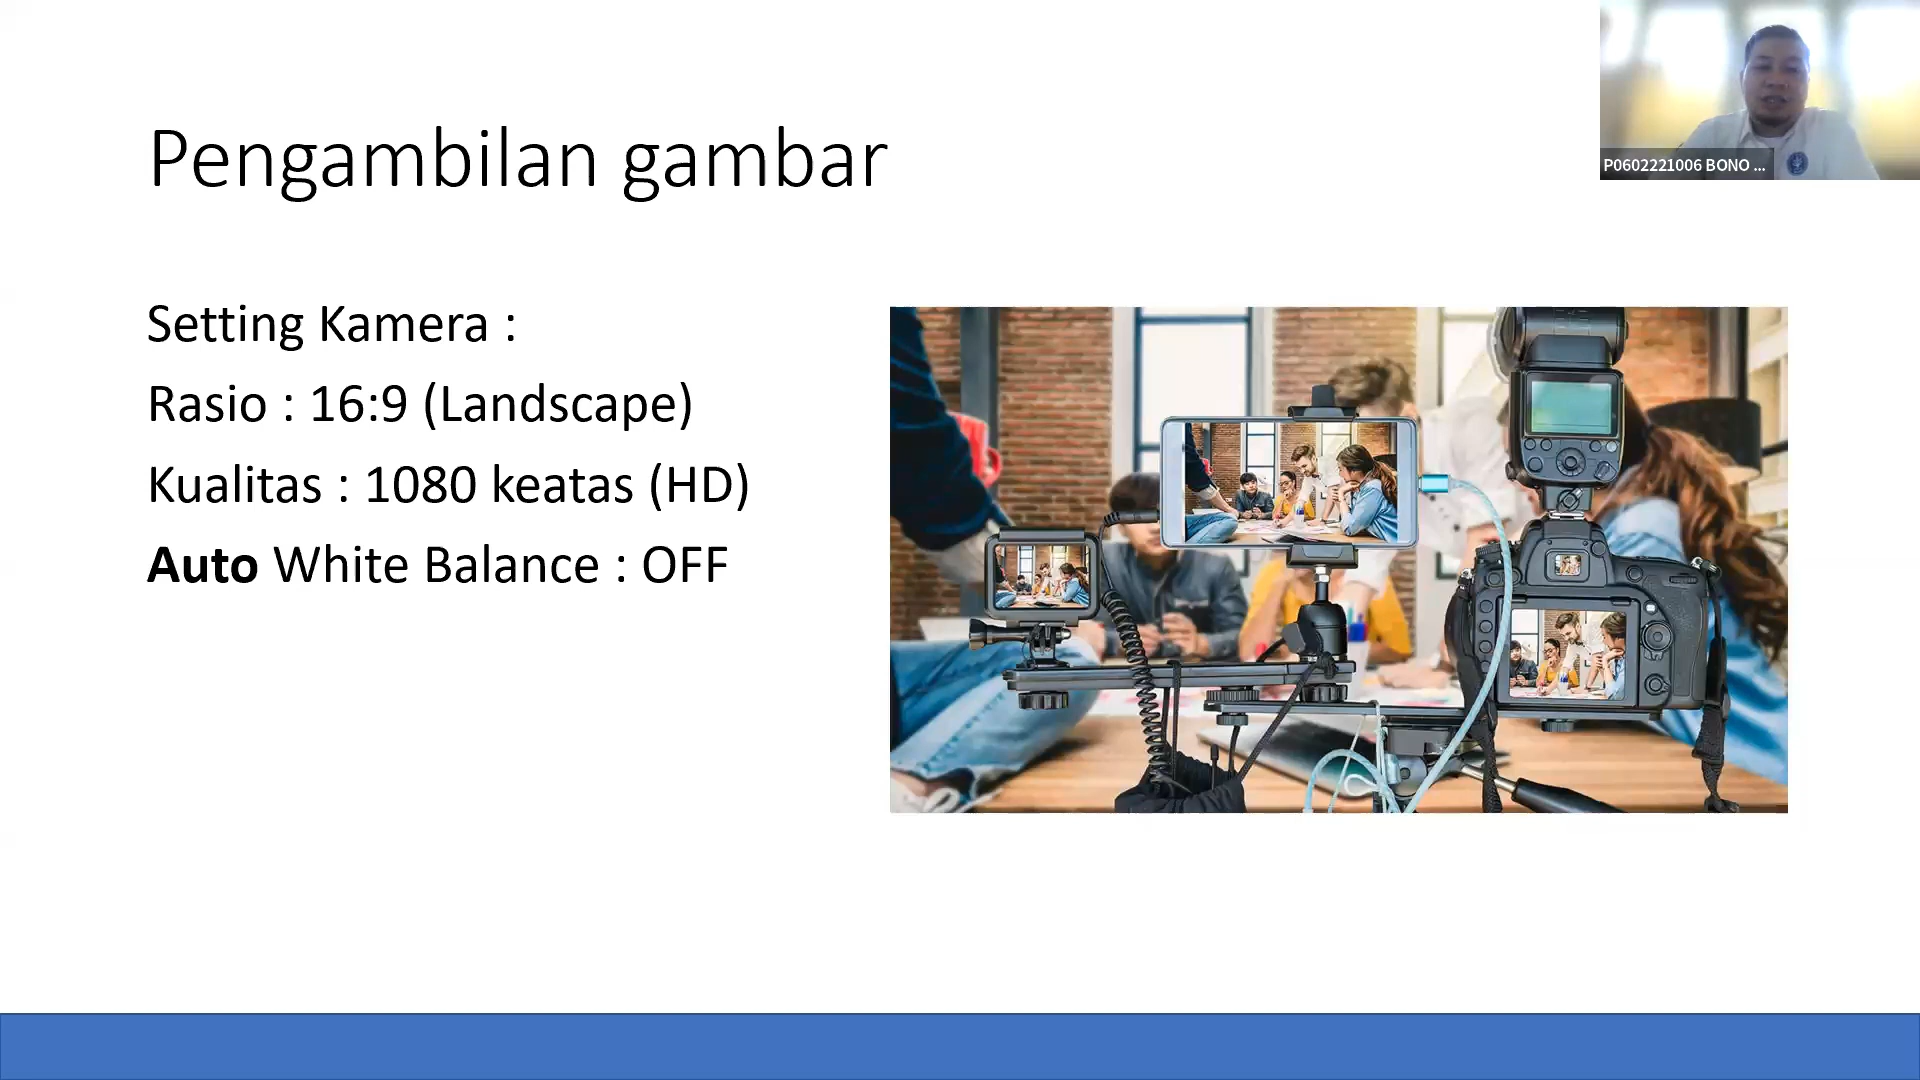 Pengambilan gambar
Setting Kamera :
Rasio : 16:9 (Landscape)
Kualitas : 1080 keatas (HD)
Auto White Balance : OFF
P0602221006 BONO ...